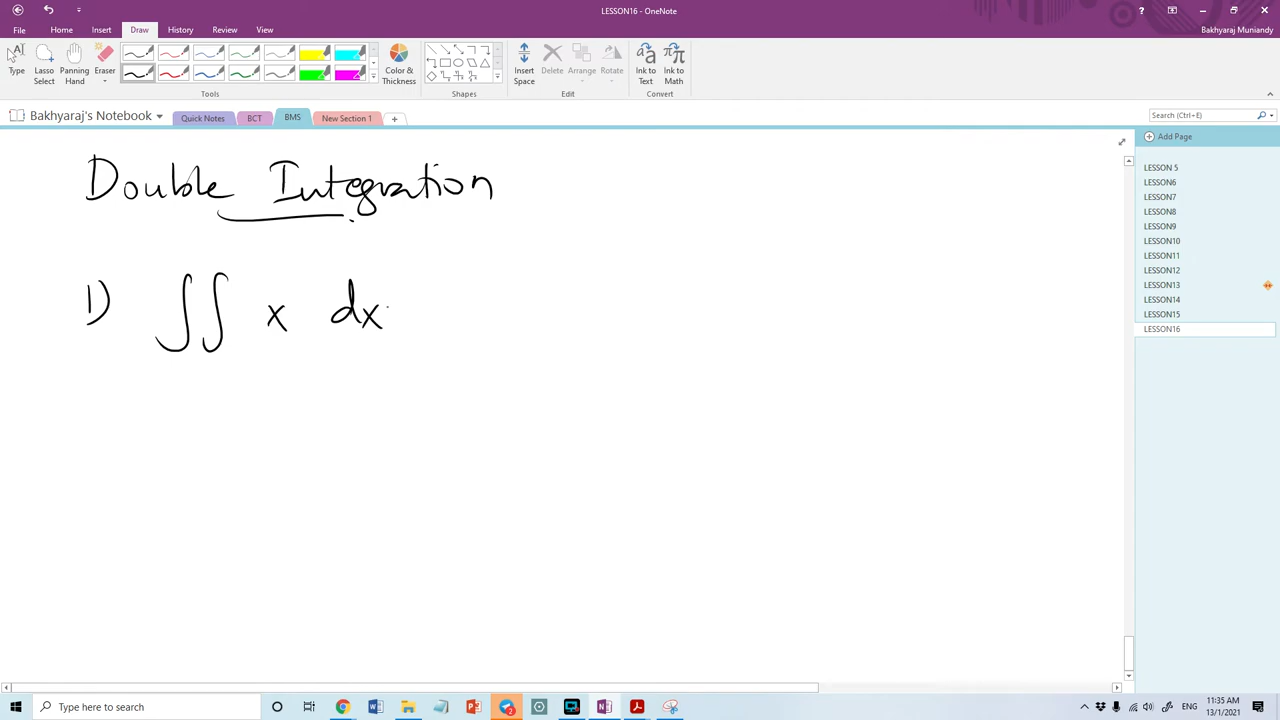 LESSON16 - OneNote
? 
File Home Insert Draw History Review View Bakhyaraj Muniandy
Type Lasso Select Panning Hand Eraser Color & Thickness Insert Space Delete Arrange Rotate Ink to Text Ink to Math
Tools Shapes Edit Convert
Bakhyaraj's Notebook Quick Notes BCT BMS New Section 1 Search (Ctrl+E)
Add Page
Double Integration
1) ∫∫ x dx
LESSON 5
LESSON6
LESSON7
LESSON8
LESSON9
LESSON10
LESSON11
LESSON12
LESSON13
LESSON14
LESSON15
LESSON16
Type here to search
ENG 11:35 AM
13/1/2021